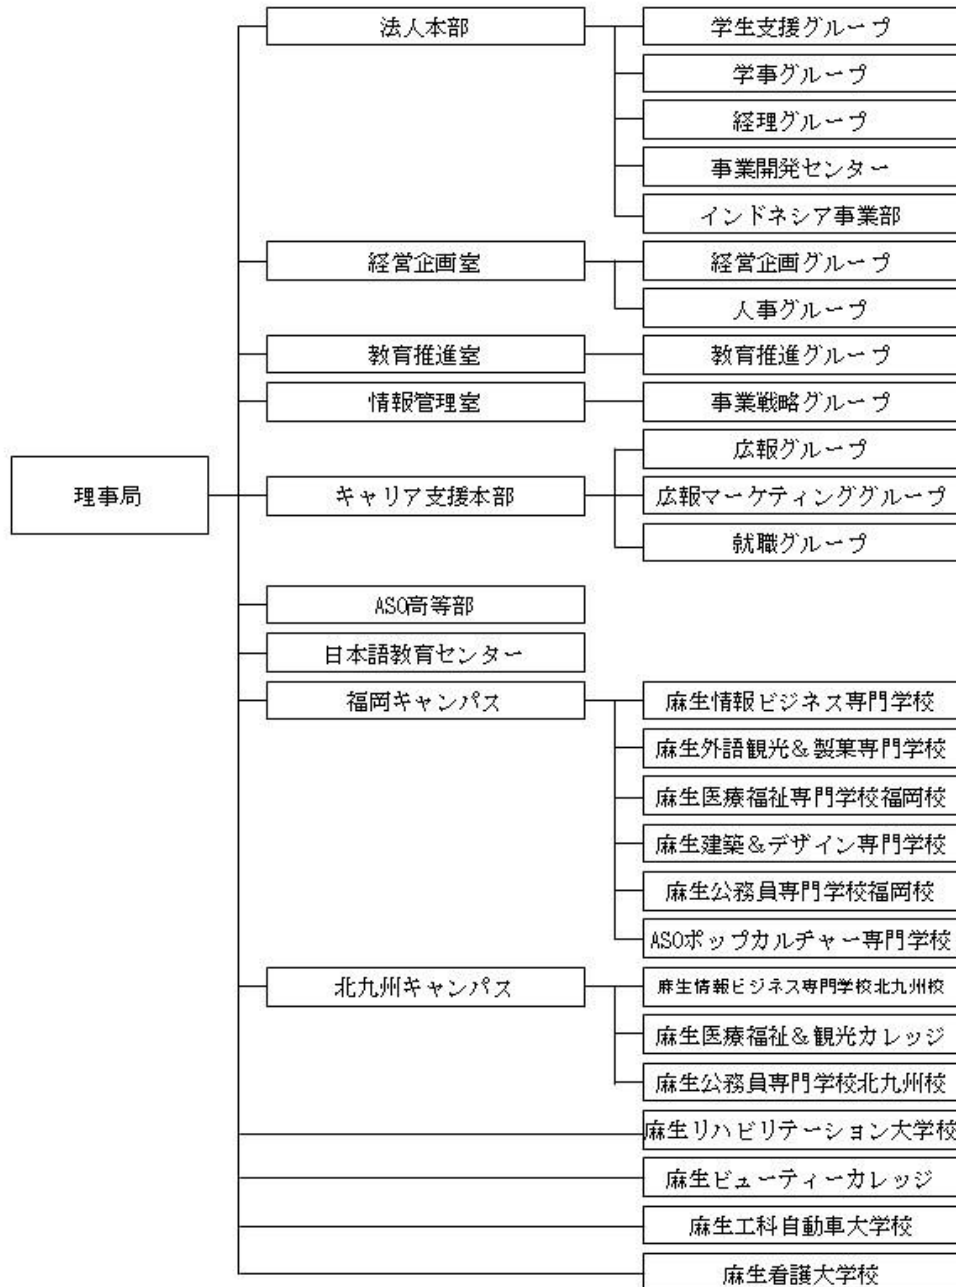 理事局
法人本部
学生支援グループ
学事グループ
経理グループ
事業開発センター
インドネシア事業部
経営企画室
経営企画グループ
人事グループ
教育推進室
教育推進グループ
情報管理室
事業戦略グループ
キャリア支援本部
広報グループ
広報マーケティンググループ
就職グループ
ASO高等部
日本語教育センター
福岡キャンパス
麻生情報ビジネス専門学校
麻生外語観光&製菓専門学校
麻生医療福祉専門学校福岡校
麻生建築&デザイン専門学校
麻生公務員専門学校福岡校
ASOポップカルチャー専門学校
北九州キャンパス
麻生情報ビジネス専門学校北九州校
麻生医療福祉&観光カレッジ
麻生公務員専門学校北九州校
麻生リハビリテーション大学校
麻生ビューティーカレッジ
麻生工科自動車大学校
麻生看護大学校